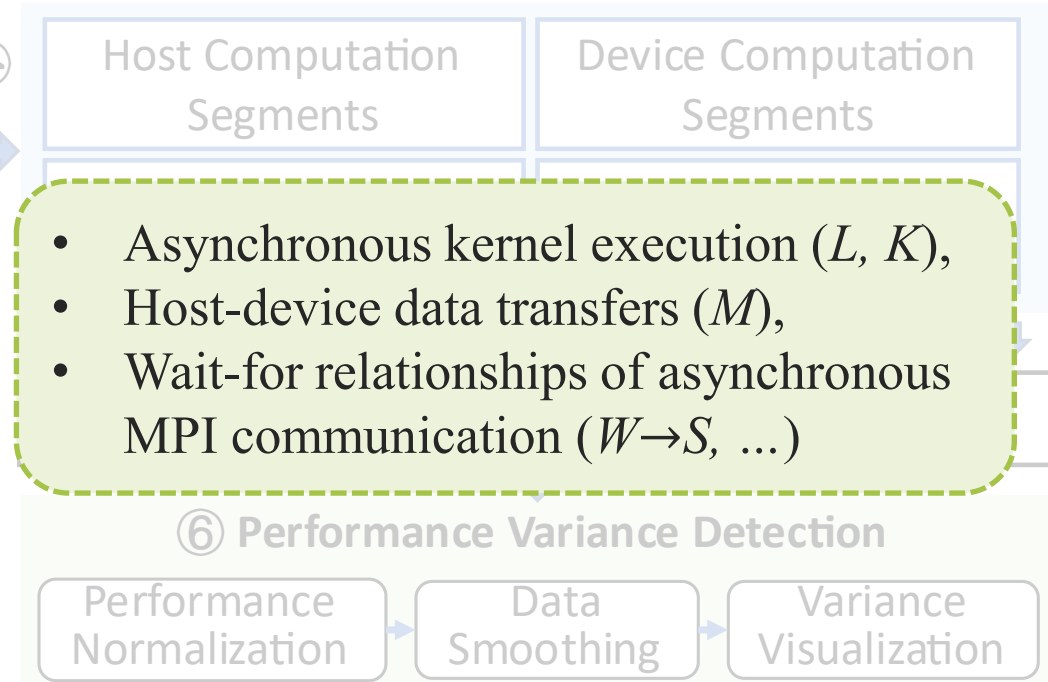 Host Computation
Segments
Device Computation
Segments
• Asynchronous kernel execution (L, K),
• Host-device data transfers (M),
• Wait-for relationships of asynchronous
MPI communication (W→S, ...)
⑥ Performance Variance Detection
Performance
Normalization
Data
Smoothing
Variance
Visualization